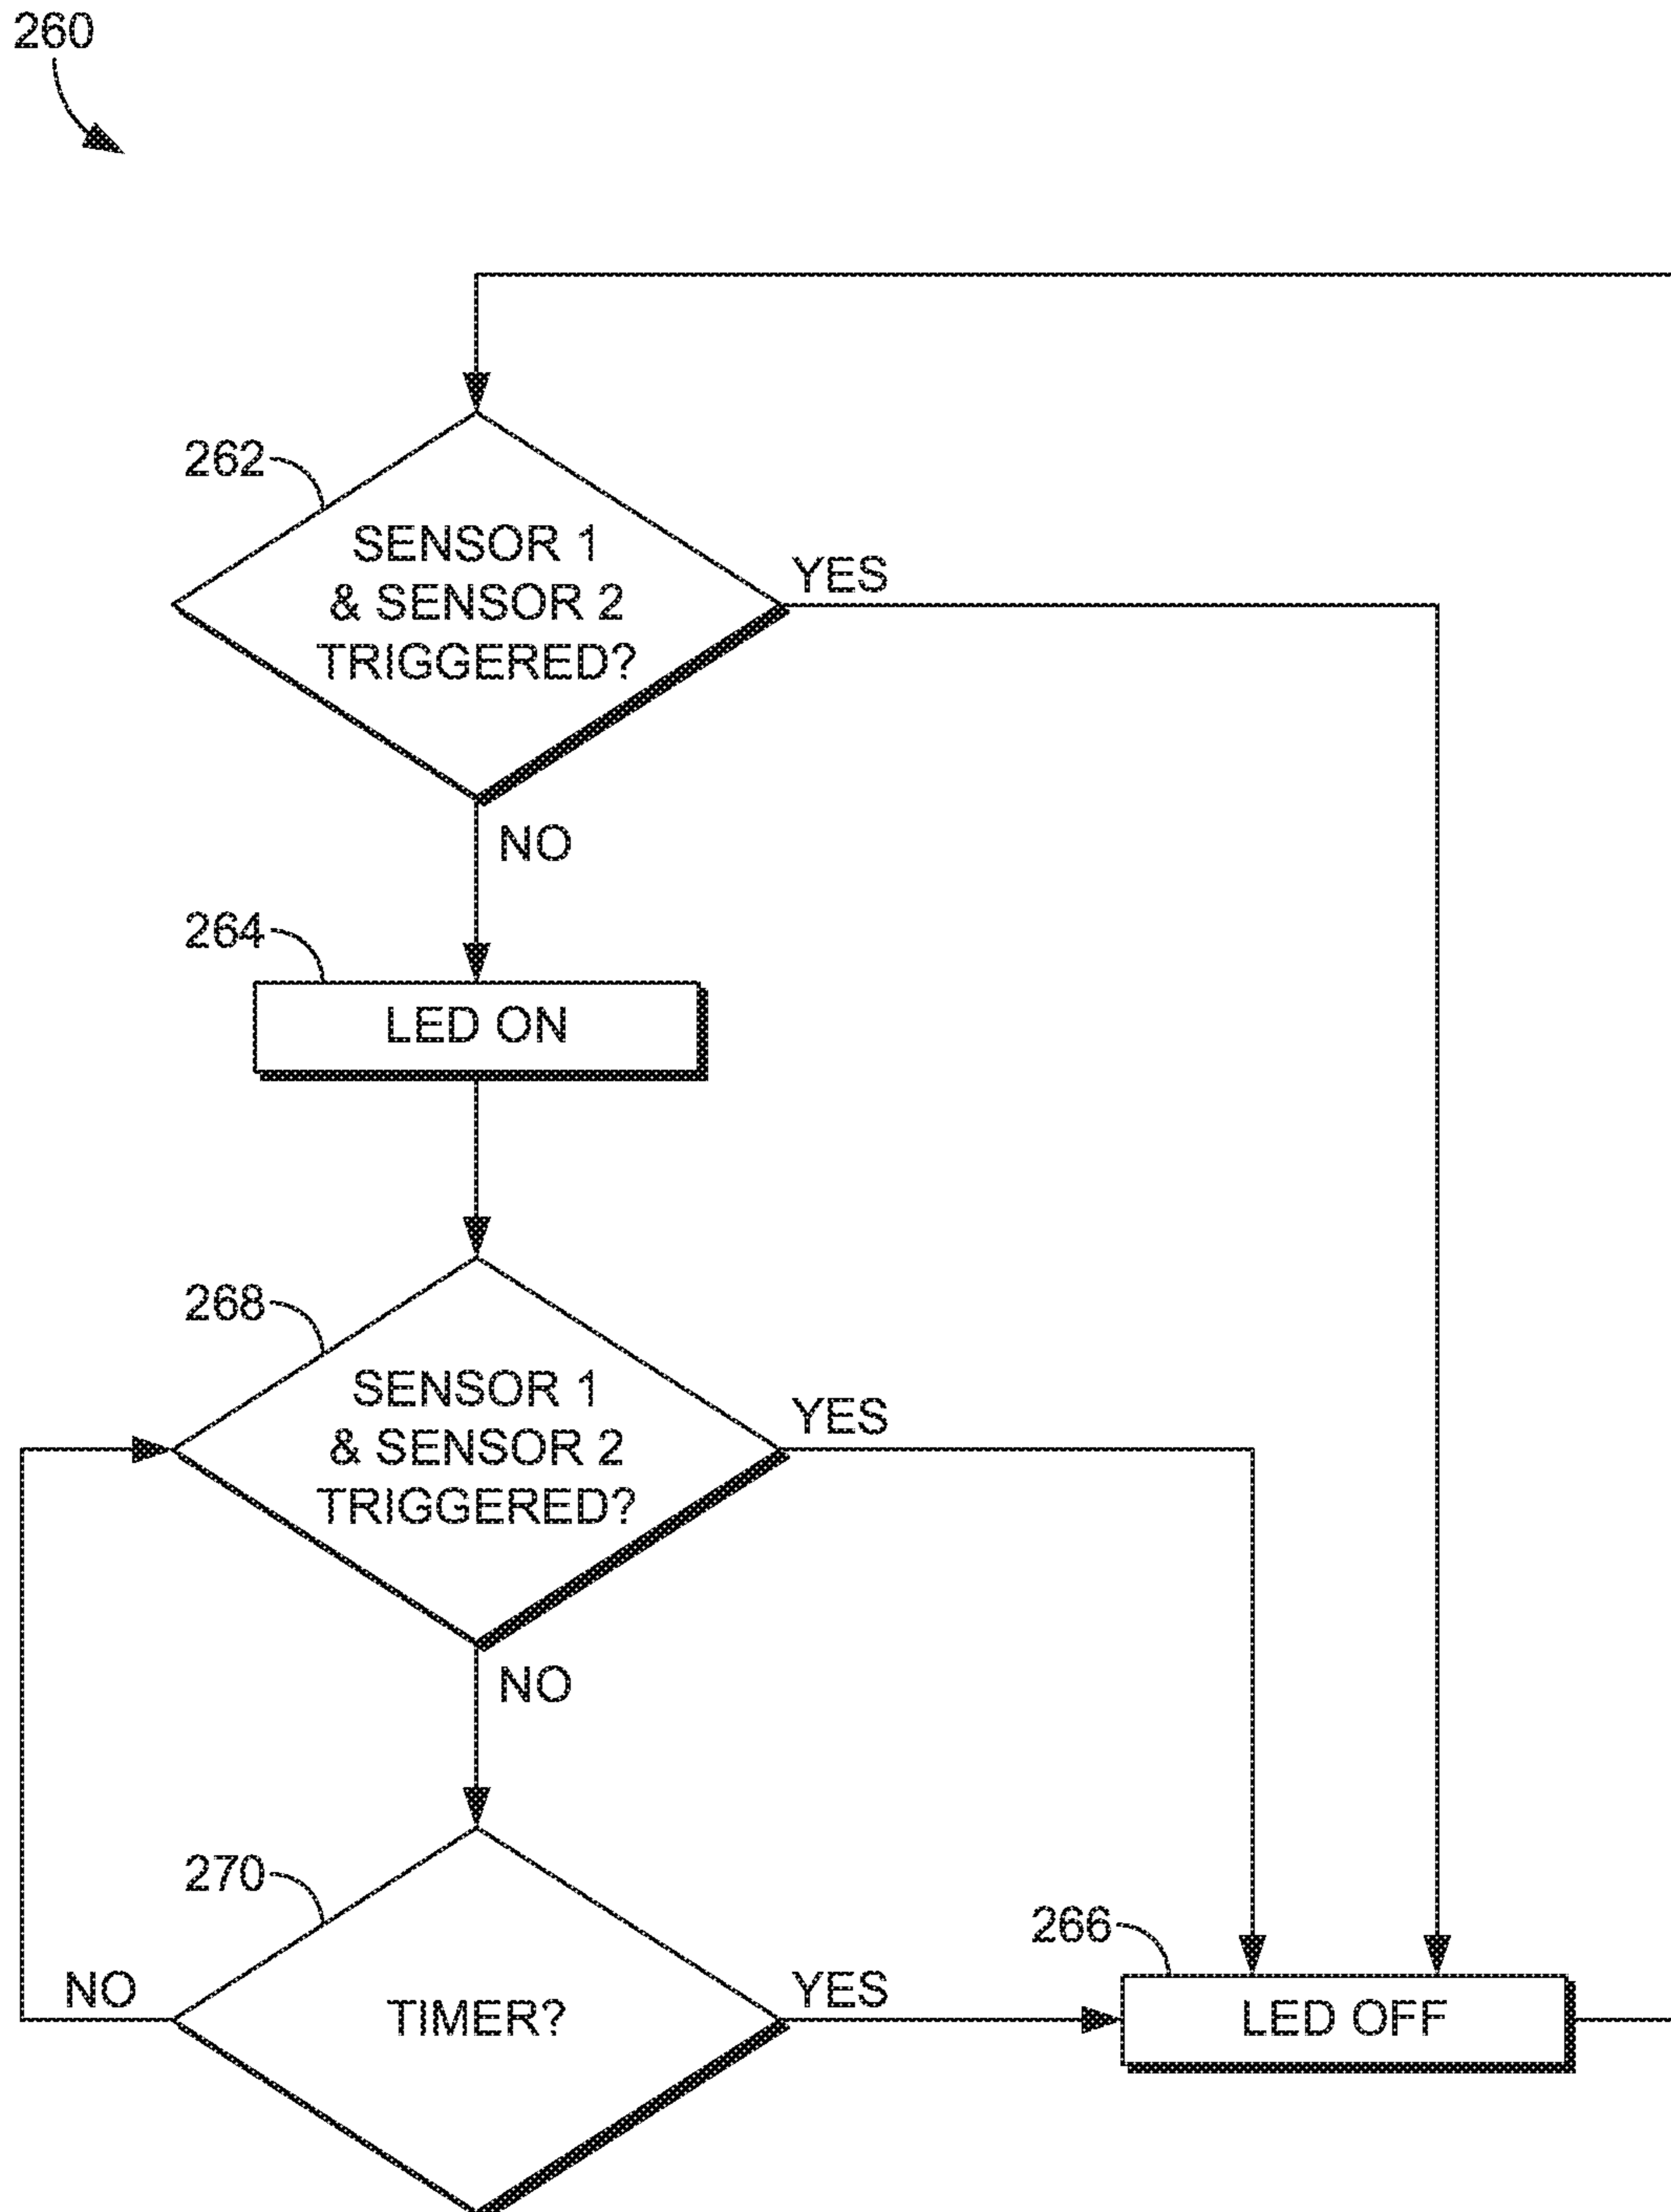 260
262
SENSOR 1
& SENSOR 2
TRIGGERED?
YES
NO
264
LED ON
268
SENSOR 1
& SENSOR 2
TRIGGERED?
YES
NO
270
TIMER?
NO
YES
266
LED OFF